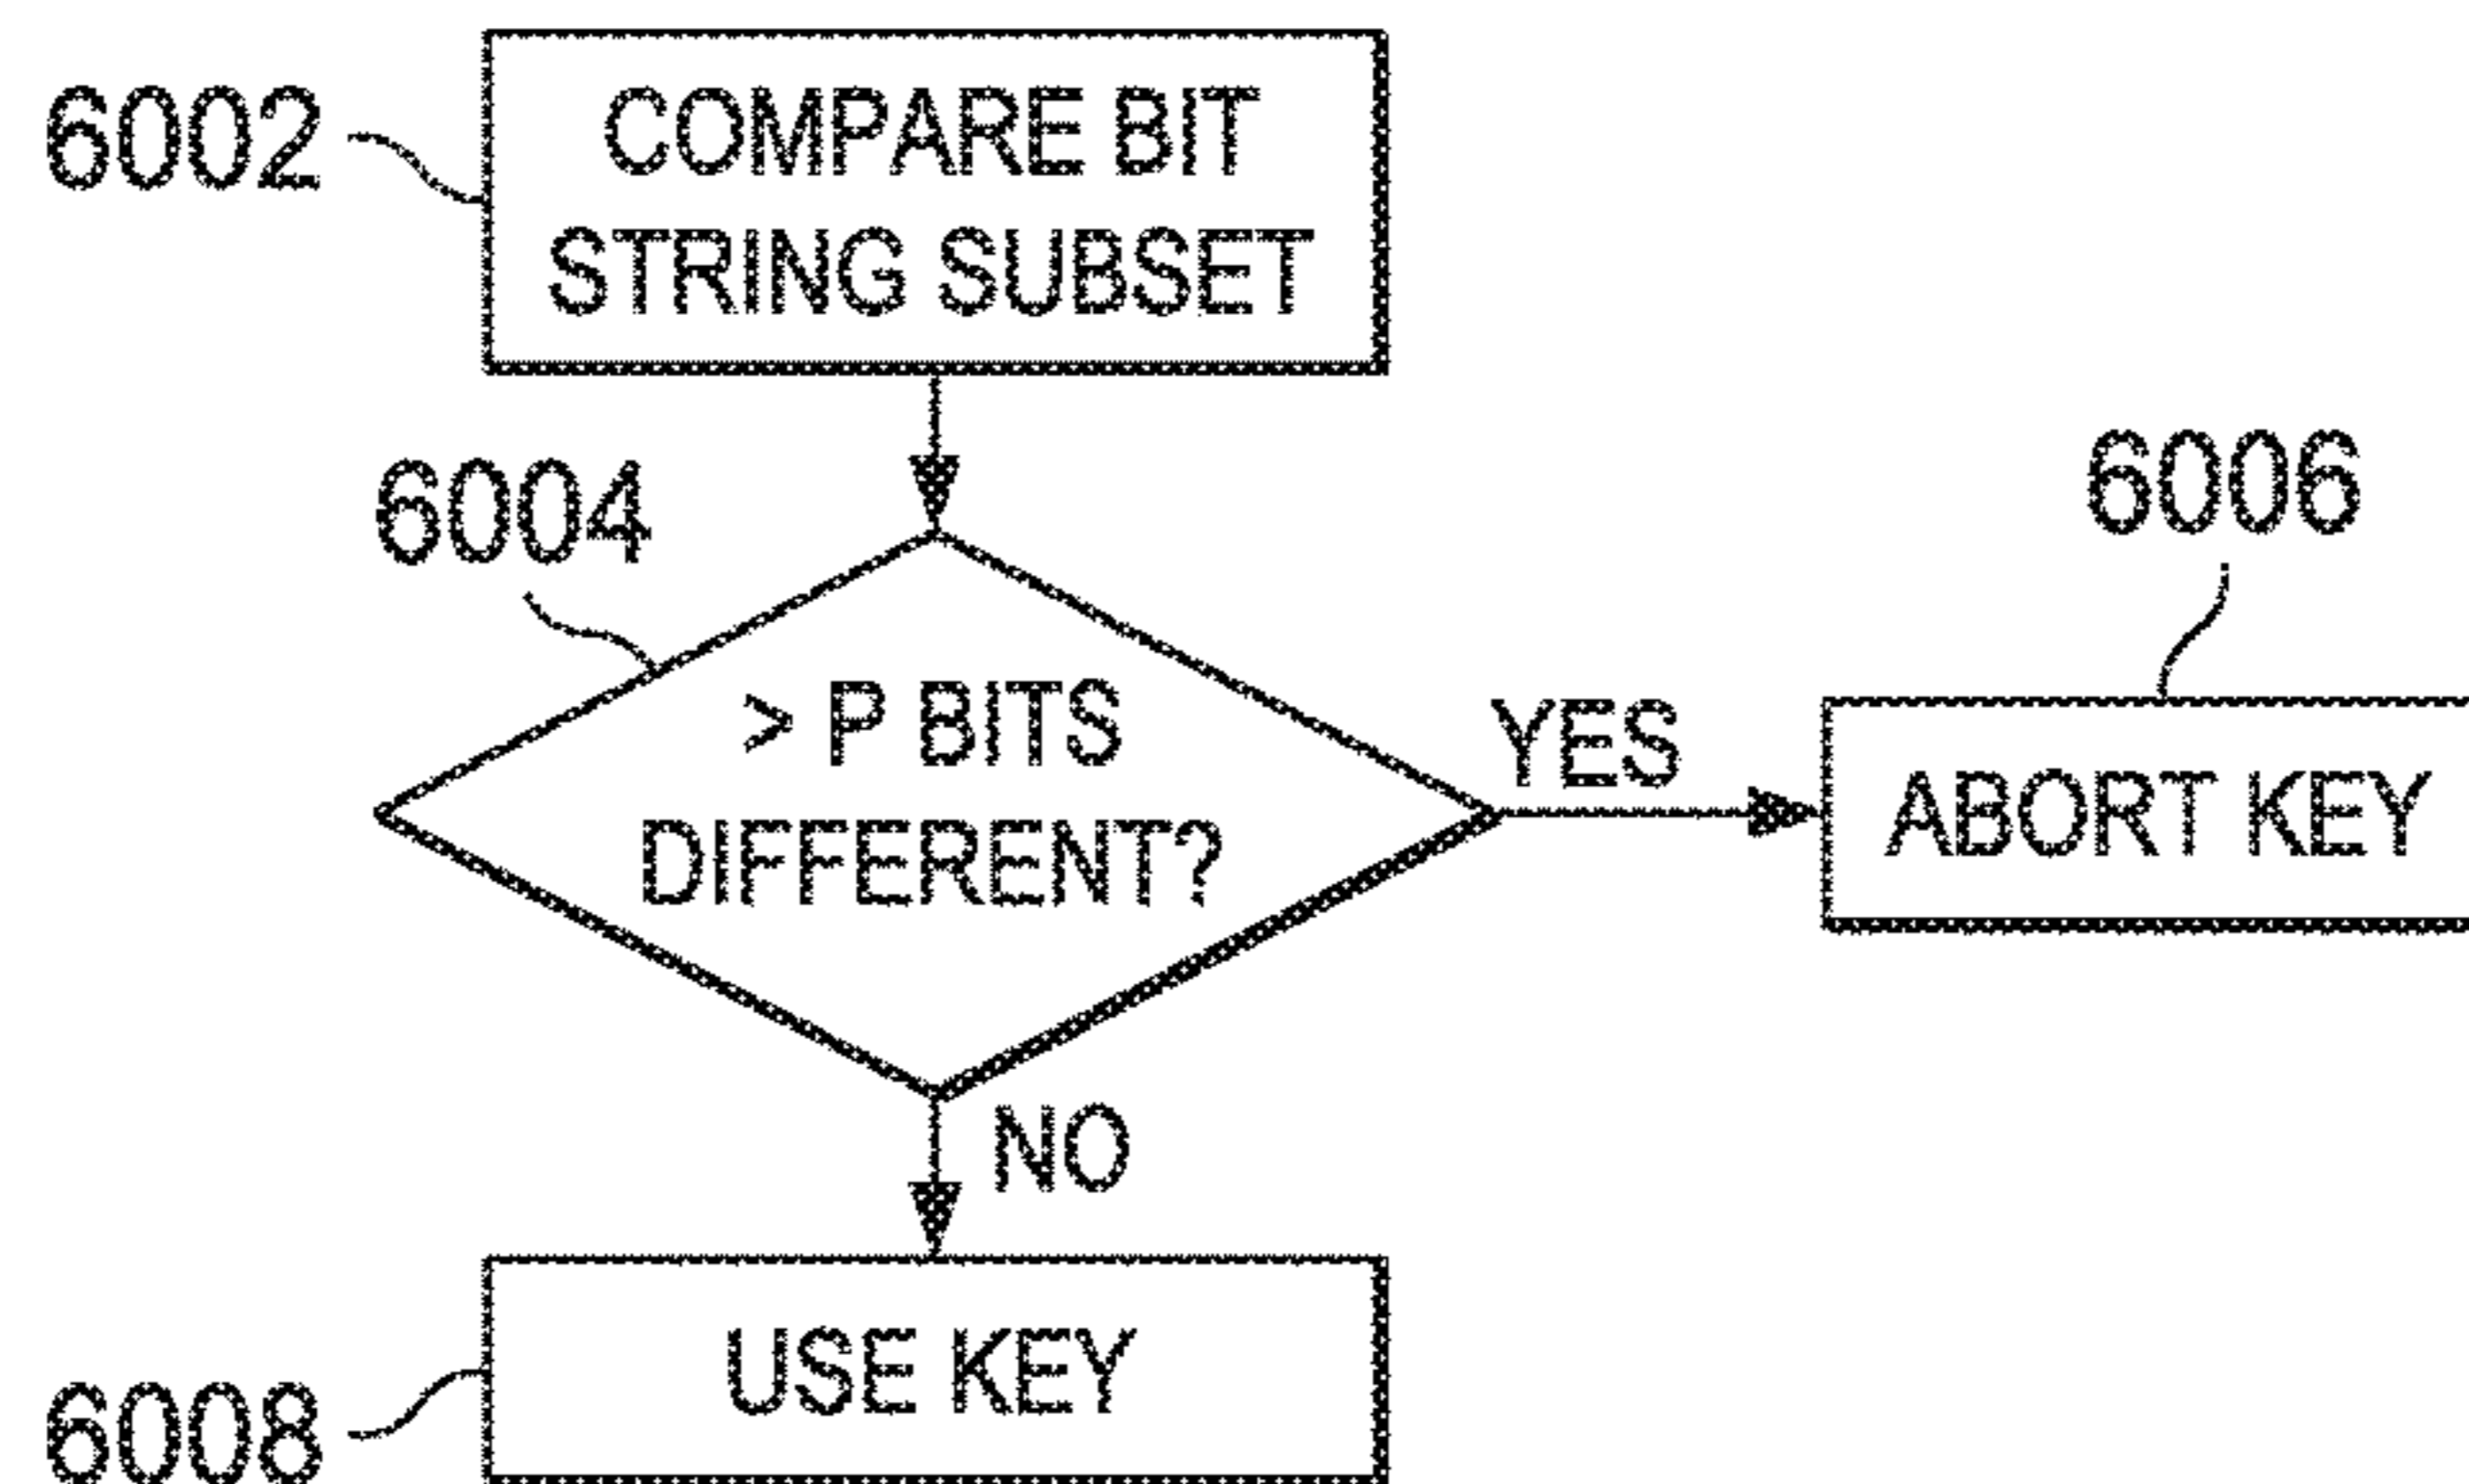 6002
COMPARE BIT
STRING SUBSET
6004
6006
> P BITS
DIFFERENT?
YES
ABORT KEY
NO
USE KEY
6008